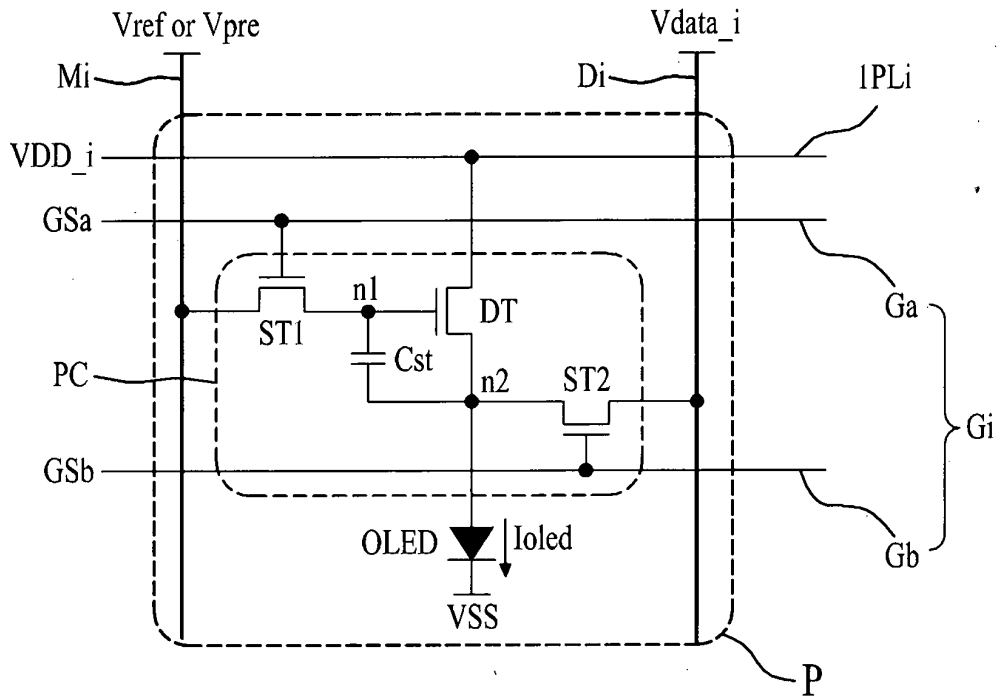 Vref or Vpre
Vdata_i
Mi
Di
1PLi
VDD_i
GSa
n1
DT
Ga
ST1
Cst
PC
n2
ST2
Gi
GSb
OLED
Ioled
Gb
VSS
P